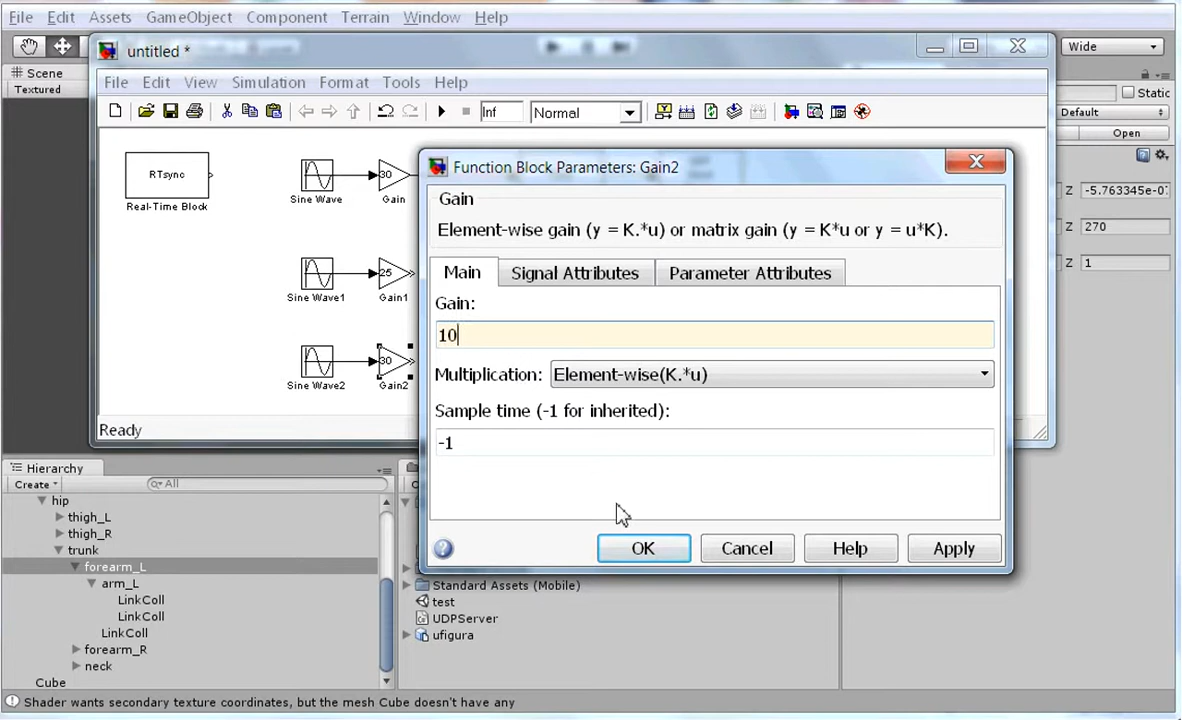 File Edit Assets GameObject Component Terrain Window Help
untitled *
Wide
Scene
Textured
Static
File Edit View Simulation Format Tools Help
Inf Normal
Default
Open
RTsync
Real-Time Block
Sine Wave
30
Gain
Function Block Parameters: Gain2
Gain
Element-wise gain (y = K.*u) or matrix gain (y = K*u or y = u*K).
Z -5.763345e-0
Z 270
Z 1
Main Signal Attributes Parameter Attributes
Sine Wave1
25
Gain1
Gain:
10
Multiplication: Element-wise(K.*u)
Sine Wave2
30
Gain2
Sample time (-1 for inherited):
-1
Ready
OK Cancel Help Apply
Hierarchy
Create All
hip
thigh_L
thigh_R
trunk
forearm_L
arm_L
LinkColl
LinkColl
LinkColl
forearm_R
neck
Cube
Standard Assets (Mobile)
test
UDPServer
ufigura
Shader wants secondary texture coordinates, but the mesh Cube doesn't have any